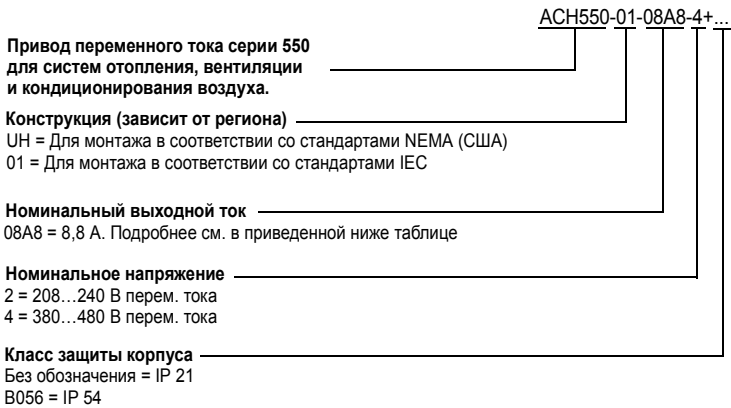 ACH550-01-08A8-4+...
Привод переменного тока серии 550
для систем отопления, вентиляции
и кондиционирования воздуха.
Конструкция (зависит от региона)
UH = Для монтажа в соответствии со стандартами NEMA (США)
01 = Для монтажа в соответствии со стандартами IEC
Номинальный выходной ток
08A8 = 8,8 А. Подробнее см. в приведенной ниже таблице
Номинальное напряжение
2 = 208…240 В перем. тока
4 = 380…480 В перем. тока
Класс защиты корпуса
Без обозначения = IP 21
B056 = IP 54